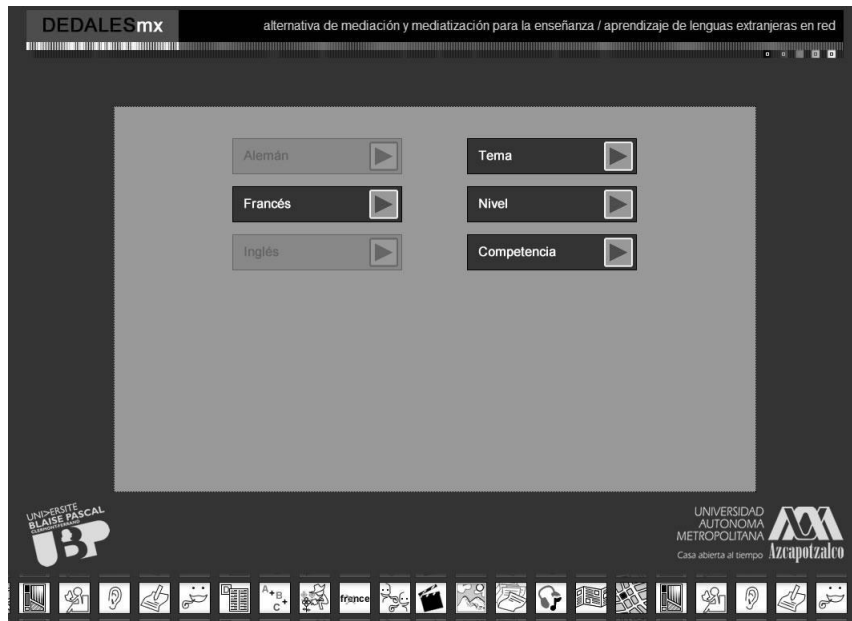 DEDALESmx
alternativa de mediación y mediatización para la enseñanza / aprendizaje de lenguas extranjeras en red
Alemán
Tema
Francés
Nivel
Inglés
Competencia
UNIVERSITE
BLAISE PASCAL
UBP
UNIVERSIDAD
AUTONOMA
METROPOLITANA
Casa abierta al tiempo Azcapotzalco
A+B+
C+
france